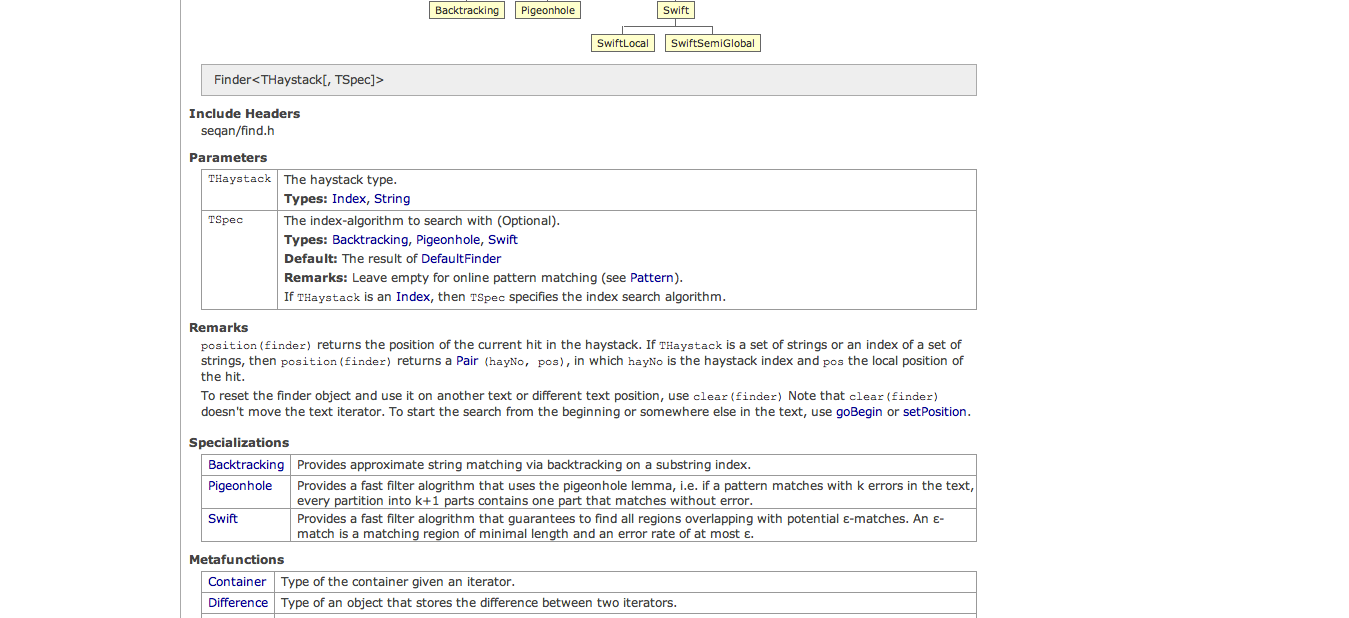 Backtracking Pigeonhole Swift
SwiftLocal SwiftSemiGlobal
Finder<THaystack[, TSpec]>
Include Headers
seqan/find.h
Parameters
THaystack The haystack type.
Types: Index, String
TSpec The index-algorithm to search with (Optional).
Types: Backtracking, Pigeonhole, Swift
Default: The result of DefaultFinder
Remarks: Leave empty for online pattern matching (see Pattern).
If THaystack is an Index, then TSpec specifies the index search algorithm.
Remarks
position(finder) returns the position of the current hit in the haystack. If THaystack is a set of strings or an index of a set of
strings, then position(finder) returns a Pair (hayNo, pos), in which hayNo is the haystack index and pos the local position of
the hit.
To reset the finder object and use it on another text or different text position, use clear(finder) Note that clear(finder)
doesn't move the text iterator. To start the search from the beginning or somewhere else in the text, use goBegin or setPosition.
Specializations
Backtracking Provides approximate string matching via backtracking on a substring index.
Pigeonhole Provides a fast filter alogrithm that uses the pigeonhole lemma, i.e. if a pattern matches with k errors in the text,
every partition into k+1 parts contains one part that matches without error.
Swift Provides a fast filter alogrithm that guarantees to find all regions overlapping with potential ε-matches. An ε-
match is a matching region of minimal length and an error rate of at most ε.
Metafunctions
Container Type of the container given an iterator.
Difference Type of an object that stores the difference between two iterators.